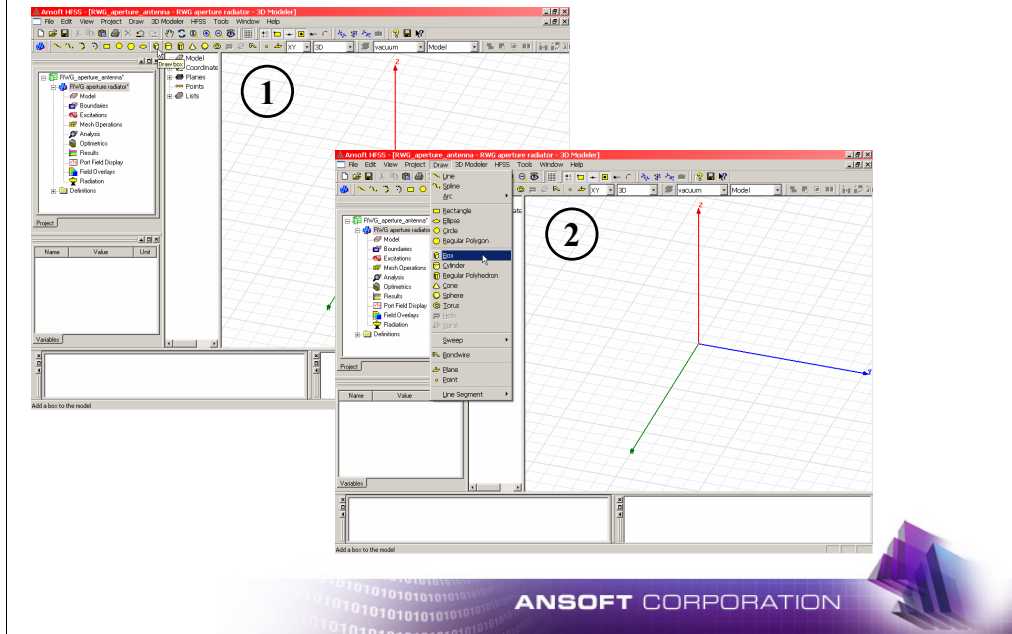 Ansoft HFSS - [RWG_aperture_antenna - RWG aperture radiator - 3D Modeler]
File Edit View Project Draw 3D Modeler HFSS Tools Window Help
XY 3D vacuum Model
Draw box
RWG_aperture_antenna*
RWG aperture radiator*
Model
Boundaries
Excitations
Mesh Operations
Analysis
Optimetrics
Results
Port Field Display
Field Overlays
Radiation
Definitions
Project
Name Value Unit
Variables
Model
Coordinate
Planes
Points
Lists
Z
1
Add a box to the model
Ansoft HFSS - [RWG_aperture_antenna - RWG aperture radiator - 3D Modeler]
File Edit View Project Draw 3D Modeler HFSS Tools Window Help
XY 3D vacuum Model
RWG_aperture_antenna*
RWG aperture radiator
Model
Boundaries
Excitations
Mesh Operations
Analysis
Optimetrics
Results
Port Field Display
Field Overlays
Radiation
Definitions
Project
Name Value
Variables
Line
Spline
Arc
Rectangle
Ellipse
Circle
Regular Polygon
Box
Cylinder
Regular Polyhedron
Cone
Sphere
Torus
Helix
Spiral
Sweep
Bondwire
Plane
Point
Line Segment
2
Z
Y
Add a box to the model
ANSOFT CORPORATION